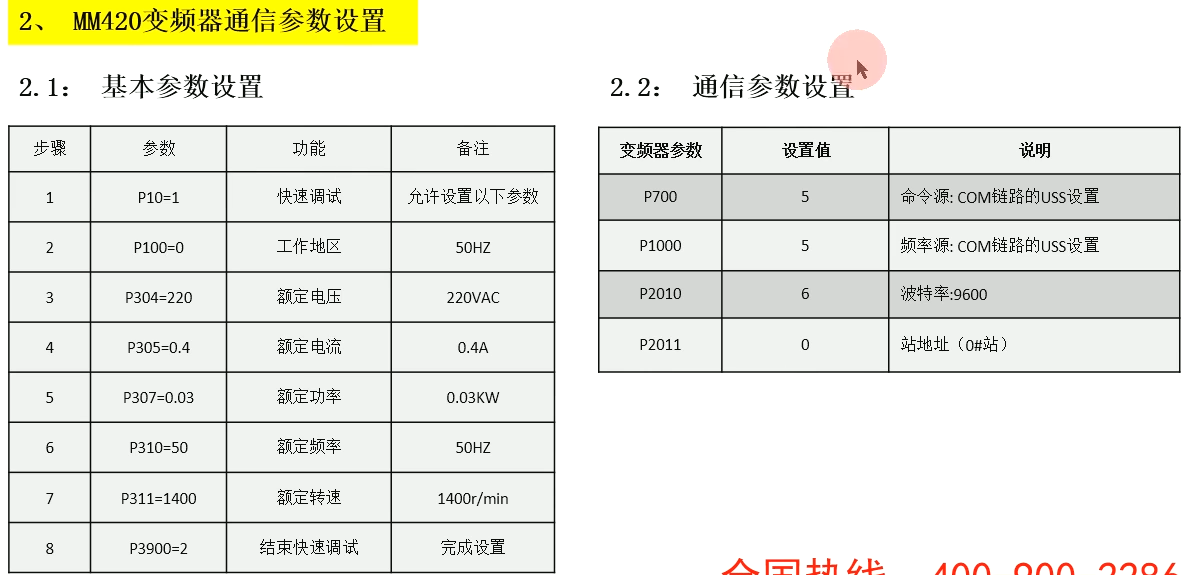 2、 MM420变频器通信参数设置
2.1： 基本参数设置
步骤 参数 功能 备注
1 P10=1 快速调试 允许设置以下参数
2 P100=0 工作地区 50HZ
3 P304=220 额定电压 220VAC
4 P305=0.4 额定电流 0.4A
5 P307=0.03 额定功率 0.03KW
6 P310=50 额定频率 50HZ
7 P311=1400 额定转速 1400r/min
8 P3900=2 结束快速调试 完成设置
2.2： 通信参数设置
变频器参数 设置值 说明
P700 5 命令源: COM链路的USS设置
P1000 5 频率源: COM链路的USS设置
P2010 6 波特率:9600
P2011 0 站地址（0#站）
全国热线 400-900-2286